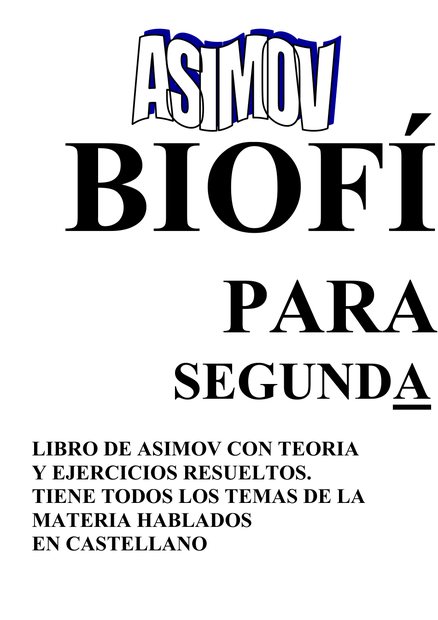 ASIMOV
BIOFÍ
PARA
SEGUNDA
LIBRO DE ASIMOV CON TEORIA
Y EJERCICIOS RESUELTOS.
TIENE TODOS LOS TEMAS DE LA
MATERIA HABLADOS
EN CASTELLANO